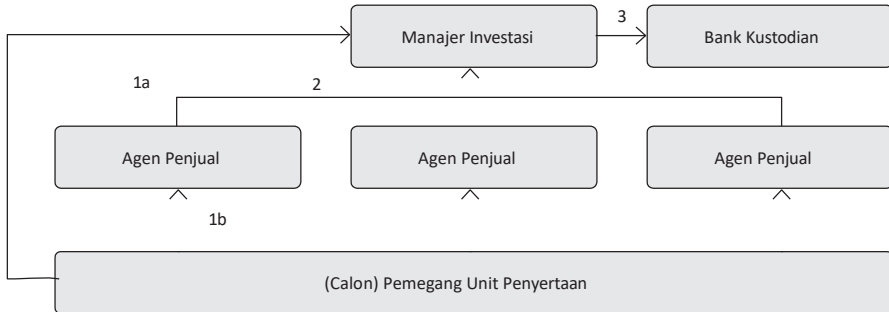 3
Manajer Investasi
Bank Kustodian
1a
2
Agen Penjual
Agen Penjual
Agen Penjual
1b
(Calon) Pemegang Unit Penyertaan